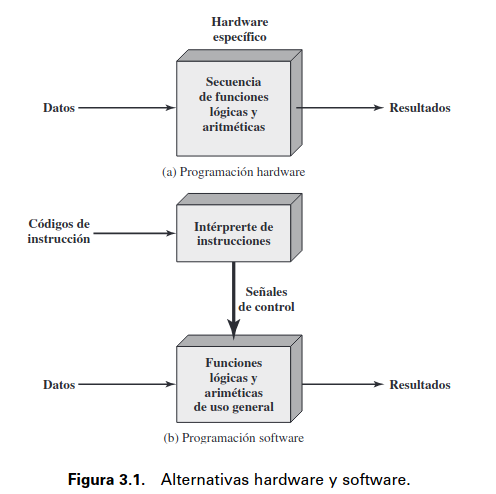 Hardware
específico
Secuencia
de funciones
lógicas y
aritméticas
Datos
Resultados
(a) Programación hardware
Códigos de
instrucción
Intérprerte de
instrucciones
Señales
de control
Funciones
lógicas y
ariméticas
de uso general
Datos
Resultados
(b) Programación software
Figura 3.1. Alternativas hardware y software.